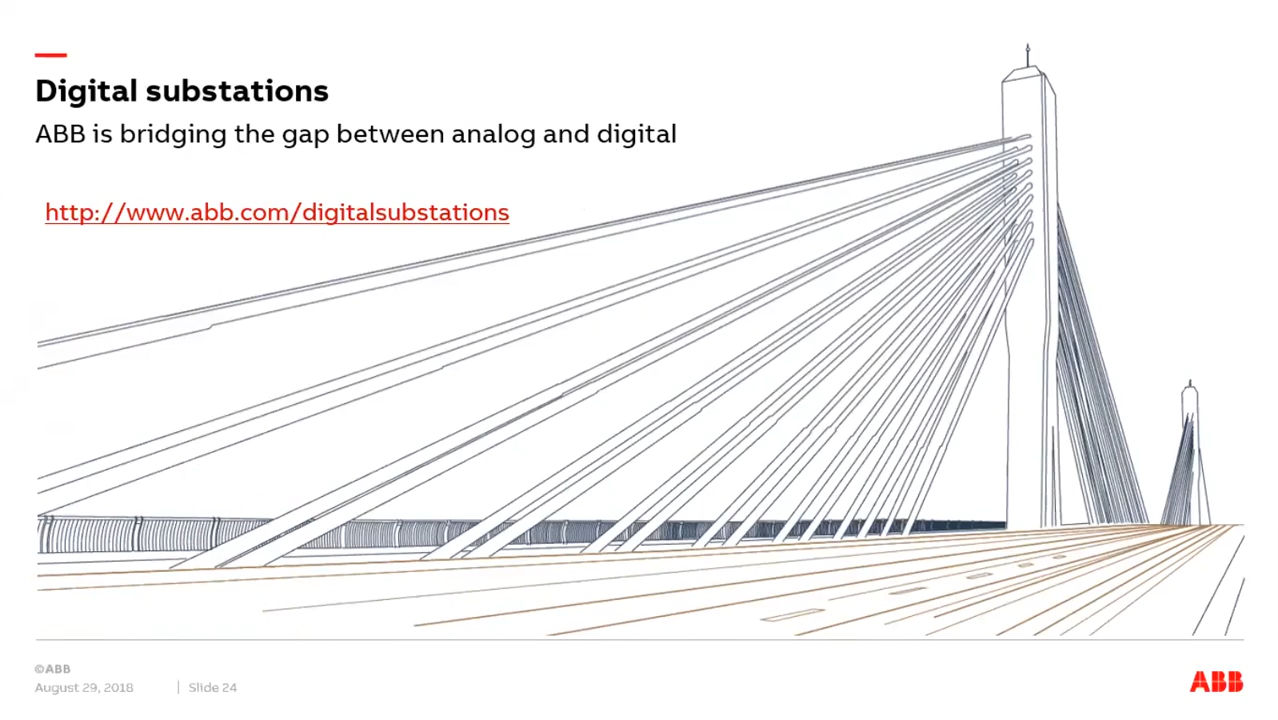 Digital substations
ABB is bridging the gap between analog and digital
http://www.abb.com/digitalsubstations
©ABB
August 29, 2018 | Slide 24
ABB